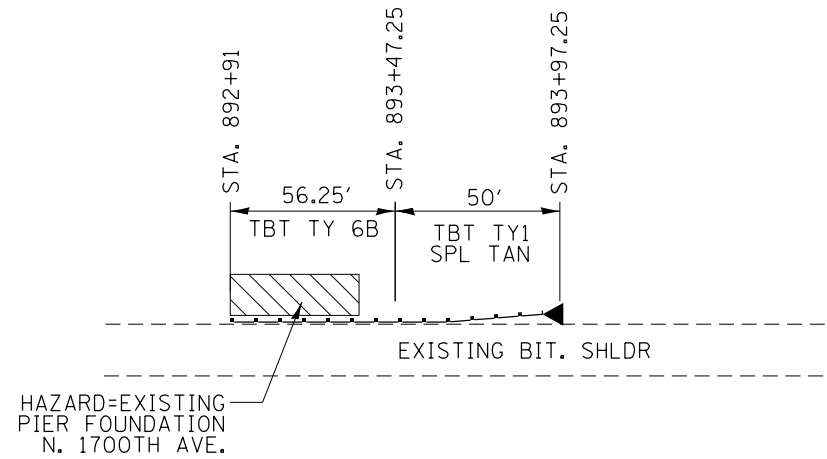 STA. 892+91
STA. 893+47.25
STA. 893+97.25
56.25'
50'
TBT TY 6B
TBT TY1
SPL TAN
EXISTING BIT. SHLDR
HAZARD=EXISTING
PIER FOUNDATION
N. 1700TH AVE.